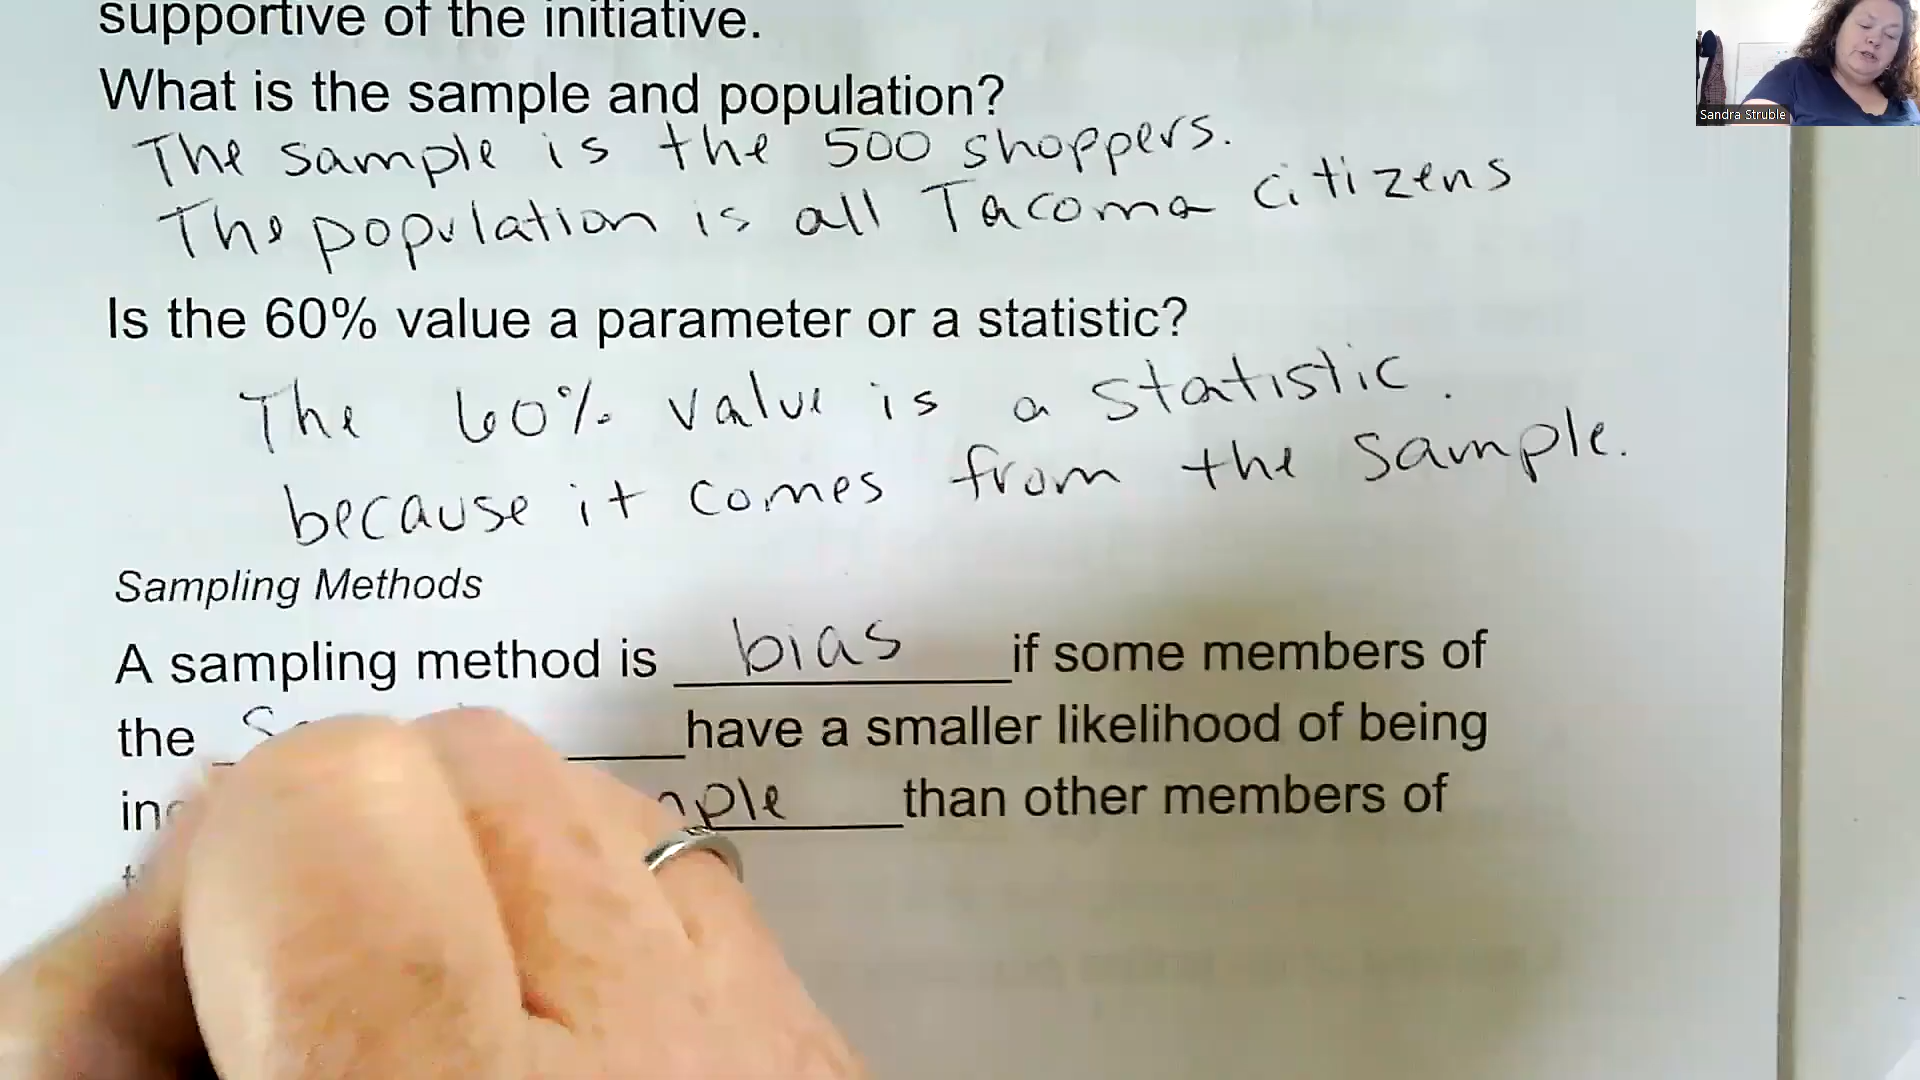 supportive of the initiative.
Sandra Struble
What is the sample and population?
The sample is the 500 shoppers.
The population is all Tacoma citizens
Is the 60% value a parameter or a statistic?
The 60% value is a statistic.
because it comes from the sample.
Sampling Methods
A sampling method is bias if some members of
the have a smaller likelihood of being
than other members of